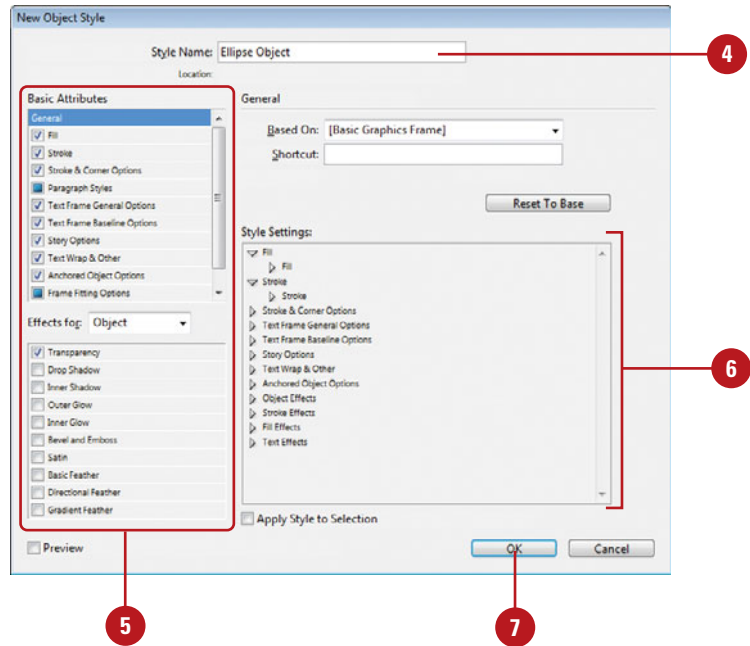 New Object Style
Style Name: Ellipse Object
4
Location:
Basic Attributes
General
Fill
Stroke
Stroke & Corner Options
Paragraph Styles
Text Frame General Options
Text Frame Baseline Options
Story Options
Text Wrap & Other
Anchored Object Options
Frame Fitting Options
Effects for: Object
Transparency
Drop Shadow
Inner Shadow
Outer Glow
Inner Glow
Bevel and Emboss
Satin
Basic Feather
Directional Feather
Gradient Feather
General
Based On: [Basic Graphics Frame]
Shortcut:
Reset To Base
Style Settings:
Fill
Fill
Stroke
Stroke
Stroke & Corner Options
Text Frame General Options
Text Frame Baseline Options
Story Options
Text Wrap & Other
Anchored Object Options
Object Effects
Stroke Effects
Fill Effects
Text Effects
6
Apply Style to Selection
Preview
OK
Cancel
5
7